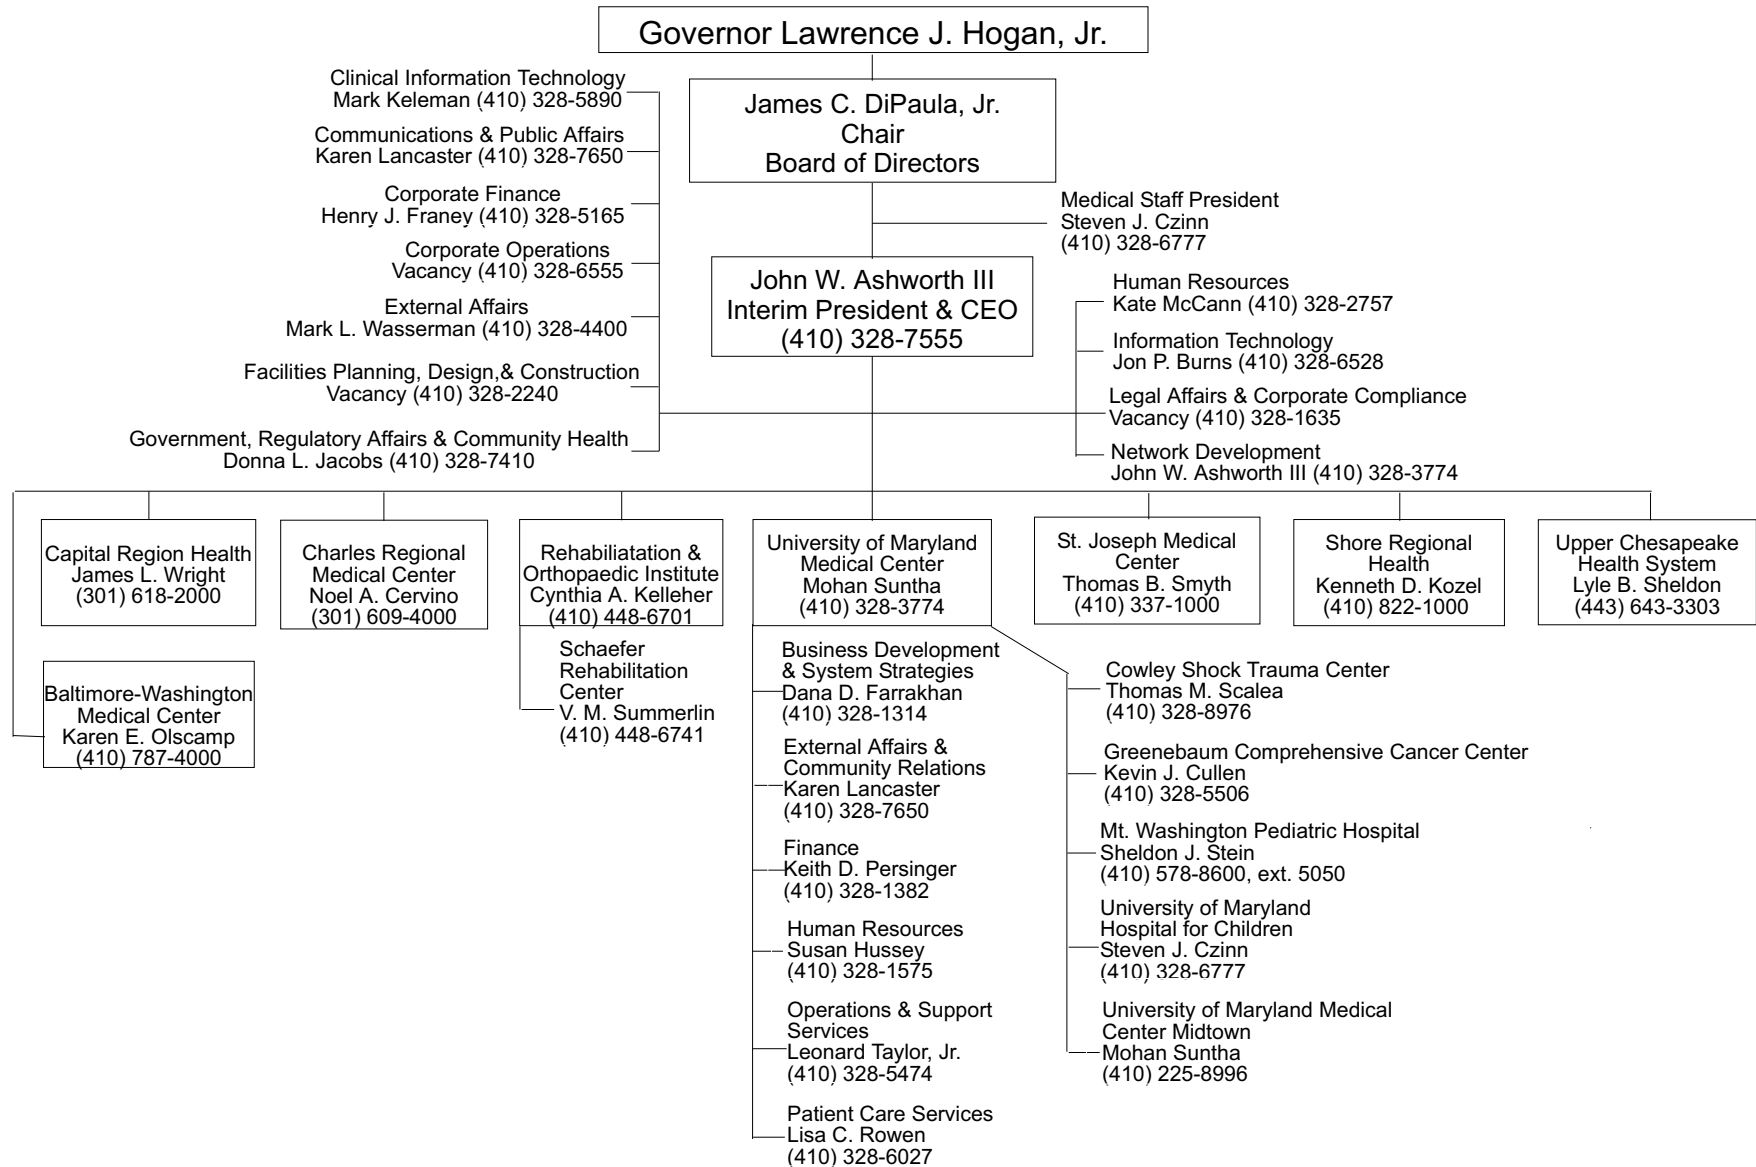 Governor Lawrence J. Hogan, Jr.
James C. DiPaula, Jr.
Chair
Board of Directors
Clinical Information Technology
Mark Keleman (410) 328-5890
Communications & Public Affairs
Karen Lancaster (410) 328-7650
Corporate Finance
Henry J. Franey (410) 328-5165
Corporate Operations
Vacancy (410) 328-6555
External Affairs
Mark L. Wasserman (410) 328-4400
Facilities Planning, Design,& Construction
Vacancy (410) 328-2240
Government, Regulatory Affairs & Community Health
Donna L. Jacobs (410) 328-7410
Medical Staff President
Steven J. Czinn
(410) 328-6777
John W. Ashworth III
Interim President & CEO
(410) 328-7555
Human Resources
Kate McCann (410) 328-2757
Information Technology
Jon P. Burns (410) 328-6528
Legal Affairs & Corporate Compliance
Vacancy (410) 328-1635
Network Development
John W. Ashworth III (410) 328-3774
Capital Region Health
James L. Wright
(301) 618-2000
Charles Regional
Medical Center
Noel A. Cervino
(301) 609-4000
Rehabiliatation &
Orthopaedic Institute
Cynthia A. Kelleher
(410) 448-6701
University of Maryland
Medical Center
Mohan Suntha
(410) 328-3774
St. Joseph Medical
Center
Thomas B. Smyth
(410) 337-1000
Shore Regional
Health
Kenneth D. Kozel
(410) 822-1000
Upper Chesapeake
Health System
Lyle B. Sheldon
(443) 643-3303
Baltimore-Washington
Medical Center
Karen E. Olscamp
(410) 787-4000
Schaefer
Rehabilitation
Center
V. M. Summerlin
(410) 448-6741
Business Development
& System Strategies
Dana D. Farrakhan
(410) 328-1314
External Affairs &
Community Relations
Karen Lancaster
(410) 328-7650
Finance
Keith D. Persinger
(410) 328-1382
Human Resources
Susan Hussey
(410) 328-1575
Operations & Support
Services
Leonard Taylor, Jr.
(410) 328-5474
Patient Care Services
Lisa C. Rowen
(410) 328-6027
Cowley Shock Trauma Center
Thomas M. Scalea
(410) 328-8976
Greenebaum Comprehensive Cancer Center
Kevin J. Cullen
(410) 328-5506
Mt. Washington Pediatric Hospital
Sheldon J. Stein
(410) 578-8600, ext. 5050
University of Maryland
Hospital for Children
Steven J. Czinn
(410) 328-6777
University of Maryland Medical
Center Midtown
Mohan Suntha
(410) 225-8996